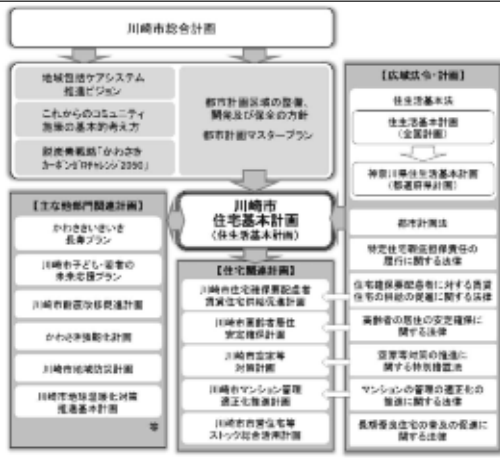 川崎市総合計画
地域包括ケアシステム
推進ビジョン
これからのコミュニティ
施策の基本的考え方
脱炭素戦略「かわさき
カーボンゼロチャレンジ2050」
都市計画区域の整備、
開発及び保全の方針
都市計画マスタープラン
川崎市
住宅基本計画
(住生活基本計画)
【主な他部門関連計画】
かわさきいきいき
長寿プラン
川崎市子ども・若者の
未来応援プラン
川崎市耐震改修促進計画
かわさき強靱化計画
川崎市地域防災計画
川崎市地球温暖化対策
推進基本計画
等
【住宅関連計画】
川崎市住宅確保要配慮者
賃貸住宅供給促進計画
川崎市高齢者居住
安定確保計画
川崎市空家等
対策計画
川崎市マンション管理
適正化推進計画
川崎市市営住宅等
ストック総合活用計画
【広域法令・計画】
住生活基本法
住生活基本計画
(全国計画)
神奈川県住生活基本計画
(都道府県計画)
都市計画法
特定住宅瑕疵担保責任の
履行に関する法律
住宅確保要配慮者に対する賃貸
住宅の供給の促進に関する法律
高齢者の居住の安定確保に
関する法律
空家等対策の推進に
関する特別措置法
マンションの管理の適正化の
推進に関する法律
長期優良住宅の普及の促進に
関する法律